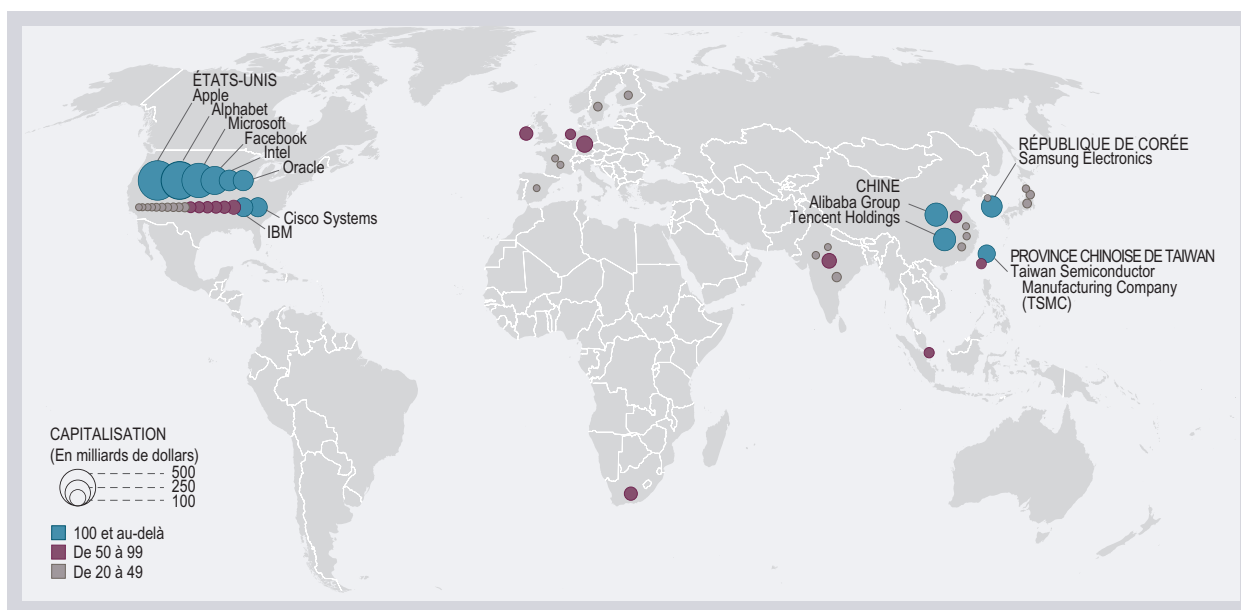 ÉTATS-UNIS
Apple
Alphabet
Microsoft
Facebook
Intel
Oracle
Cisco Systems
IBM
CHINE
Alibaba Group
Tencent Holdings
RÉPUBLIQUE DE CORÉE
Samsung Electronics
PROVINCE CHINOISE DE TAIWAN
Taiwan Semiconductor
Manufacturing Company
(TSMC)
CAPITALISATION
(En milliards de dollars)
500
250
100
100 et au-delà
De 50 à 99
De 20 à 49